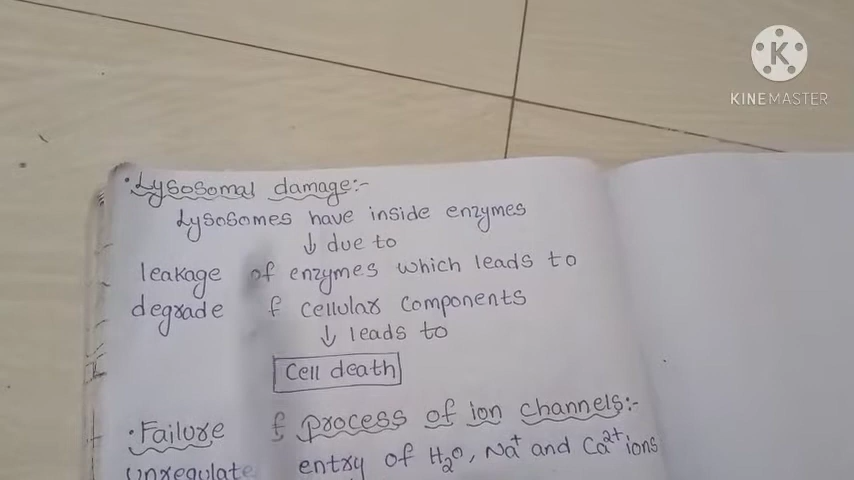 KINEMASTER
• Lysosomal damage:-
Lysosomes have inside enzymes
↓ due to
leakage of enzymes which leads to
degrade f cellular components
↓ leads to
Cell death
• Failure f process of ion channels:-
unregulate entry of H₂O, Na⁺ and Ca²⁺ ions